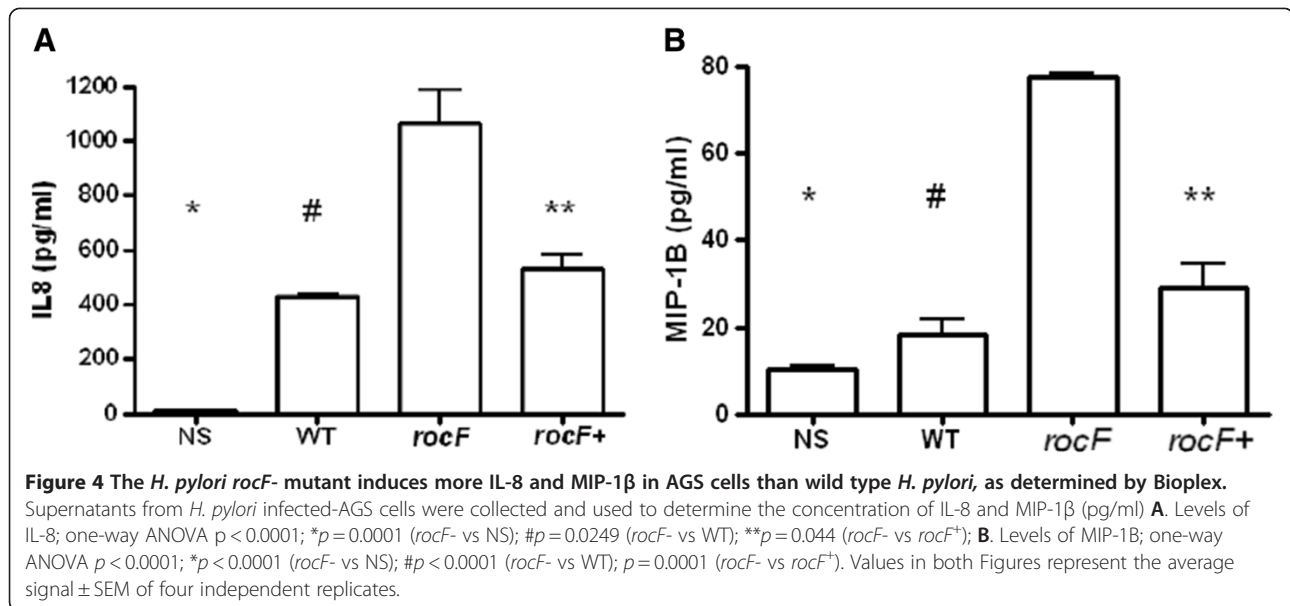 A
B
IL8 (pg/ml)
1200
1000
800
600
400
200
0
*
#
**
NS WT rocF rocF+
MIP-1B (pg/ml)
80
60
40
20
0
*
#
**
NS WT rocF rocF+
Figure 4 The H. pylori rocF- mutant induces more IL-8 and MIP-1β in AGS cells than wild type H. pylori, as determined by Bioplex.
Supernatants from H. pylori infected-AGS cells were collected and used to determine the concentration of IL-8 and MIP-1β (pg/ml) A. Levels of
IL-8; one-way ANOVA p < 0.0001; *p = 0.0001 (rocF- vs NS); #p = 0.0249 (rocF- vs WT); **p = 0.044 (rocF- vs rocF⁺); B. Levels of MIP-1B; one-way
ANOVA p < 0.0001; *p < 0.0001 (rocF- vs NS); #p < 0.0001 (rocF- vs WT); p = 0.0001 (rocF- vs rocF⁺). Values in both Figures represent the average
signal ± SEM of four independent replicates.